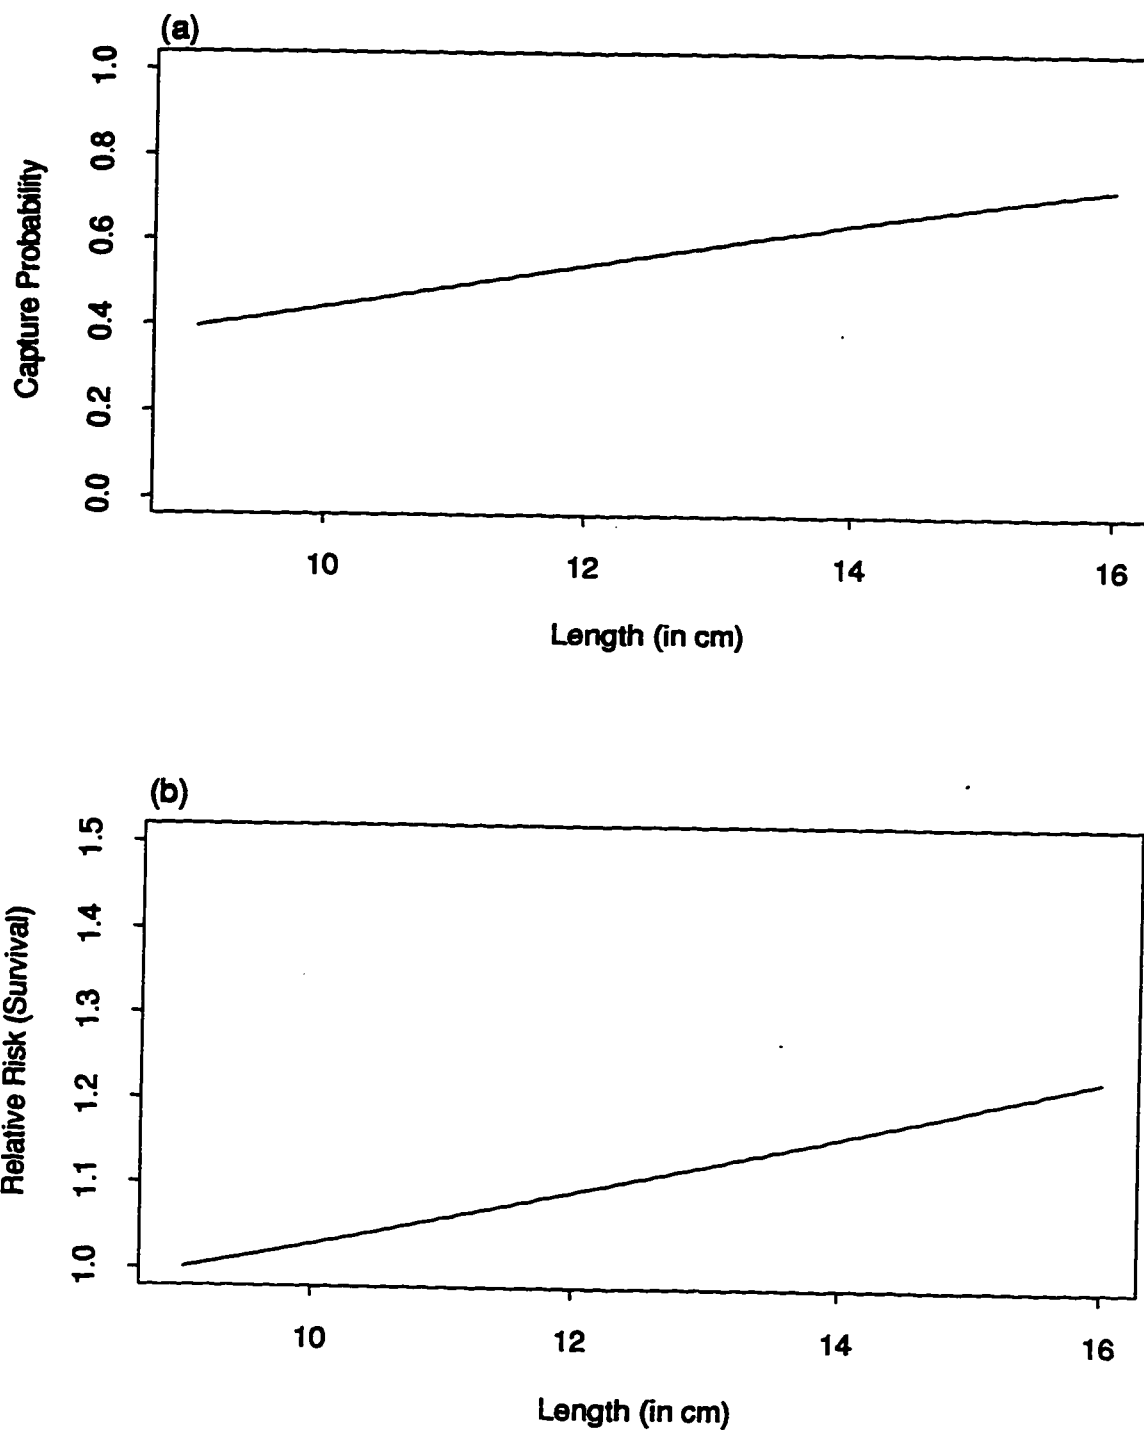 (a)
1.0
0.8
0.6
0.4
0.2
0.0
Capture Probability
10 12 14 16
Length (in cm)
(b)
1.5
1.4
1.3
1.2
1.1
1.0
Relative Risk (Survival)
10 12 14 16
Length (in cm)